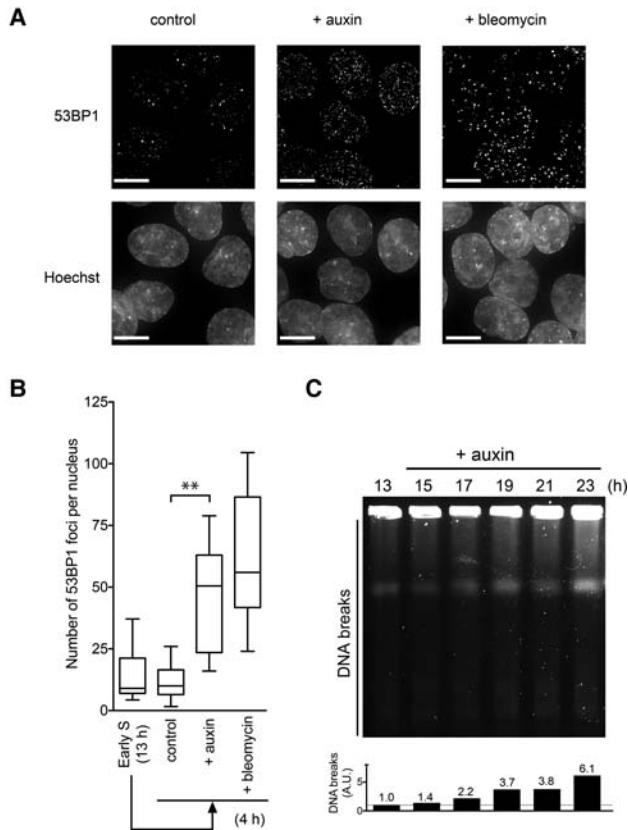 A
control
+ auxin
+ bleomycin
53BP1
Hoechst
B
Number of 53BP1 foci per nucleus
125
100
75
50
25
0
**
Early S
(13 h)
control
+ auxin
+ bleomycin
(4 h)
C
+ auxin
13 15 17 19 21 23 (h)
DNA breaks
DNA breaks
(A.U.)
5
0
1.0 1.4 2.2 3.7 3.8 6.1